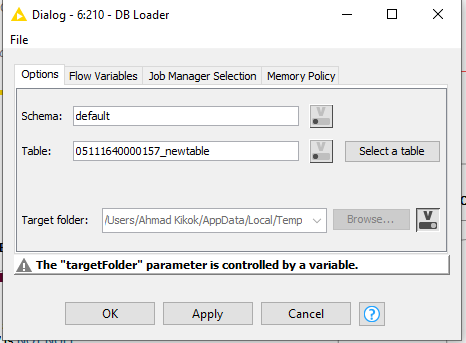 Dialog - 6:210 - DB Loader
File
Options Flow Variables Job Manager Selection Memory Policy
Schema: default
Table: 05111640000157_newtable Select a table
Target folder: /Users/Ahmad Kikok/AppData/Local/Temp Browse...
The "targetFolder" parameter is controlled by a variable.
OK Apply Cancel ?